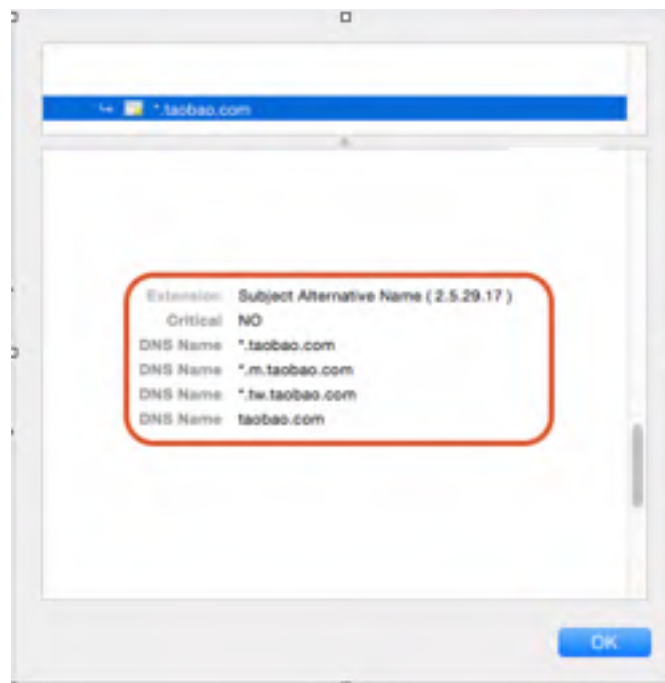 *.taobao.com
Extension Subject Alternative Name ( 2.5.29.17 )
Critical NO
DNS Name *.taobao.com
DNS Name *.m.taobao.com
DNS Name *.tw.taobao.com
DNS Name taobao.com
OK